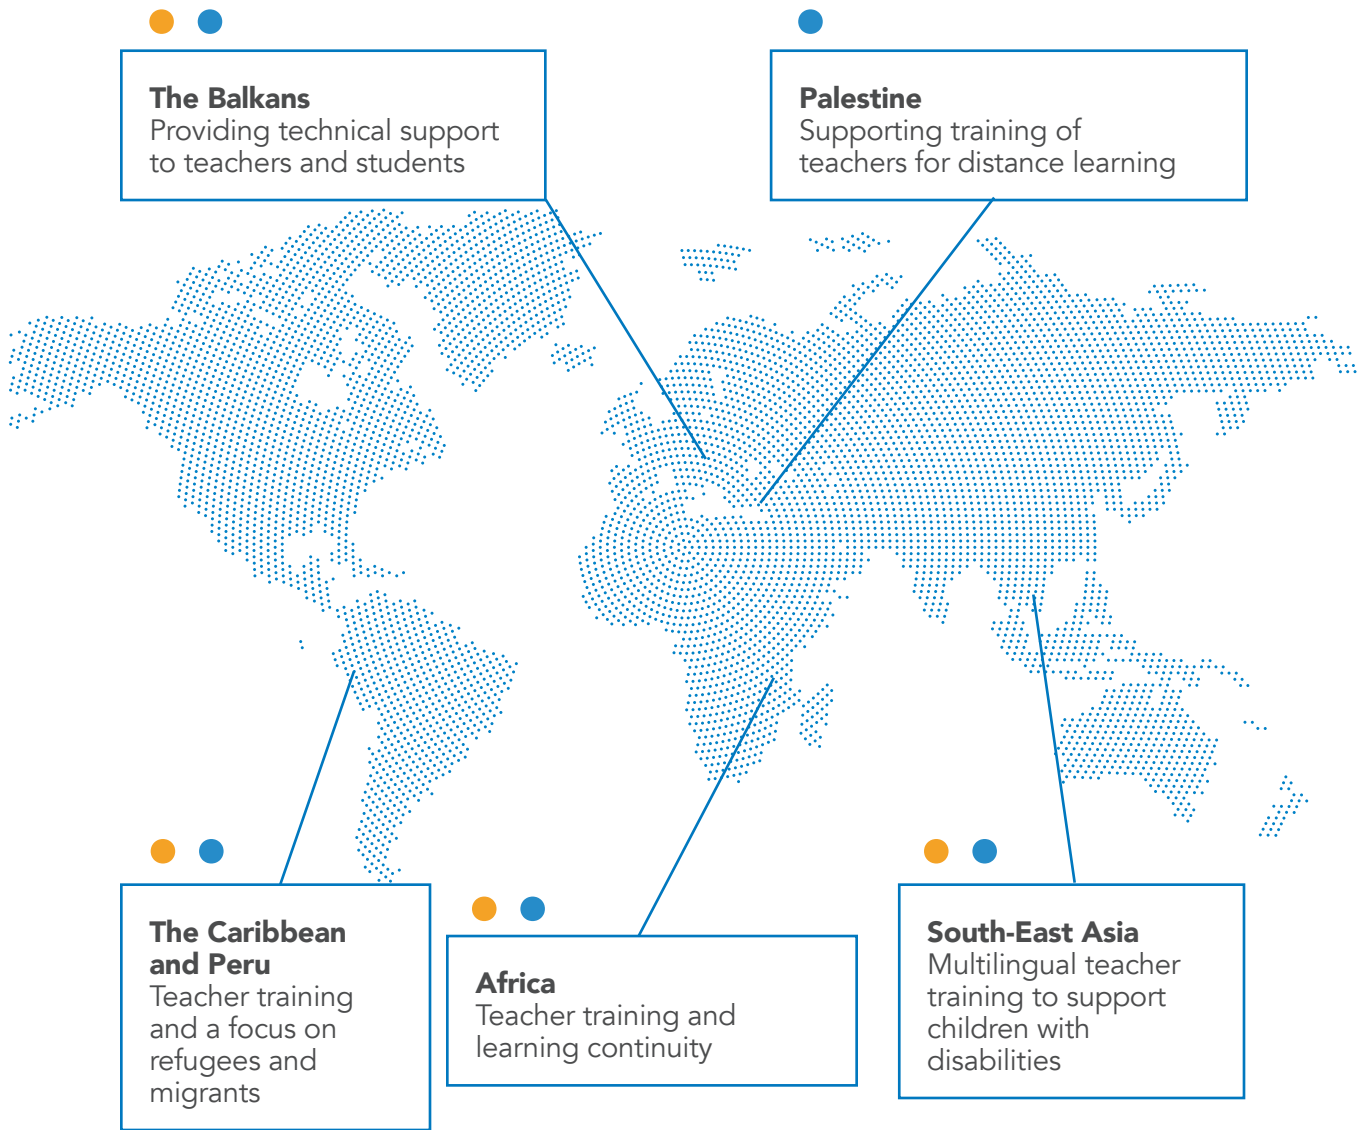 The Balkans
Providing technical support
to teachers and students
Palestine
Supporting training of
teachers for distance learning
The Caribbean
and Peru
Teacher training
and a focus on
refugees and
migrants
Africa
Teacher training and
learning continuity
South-East Asia
Multilingual teacher
training to support
children with
disabilities